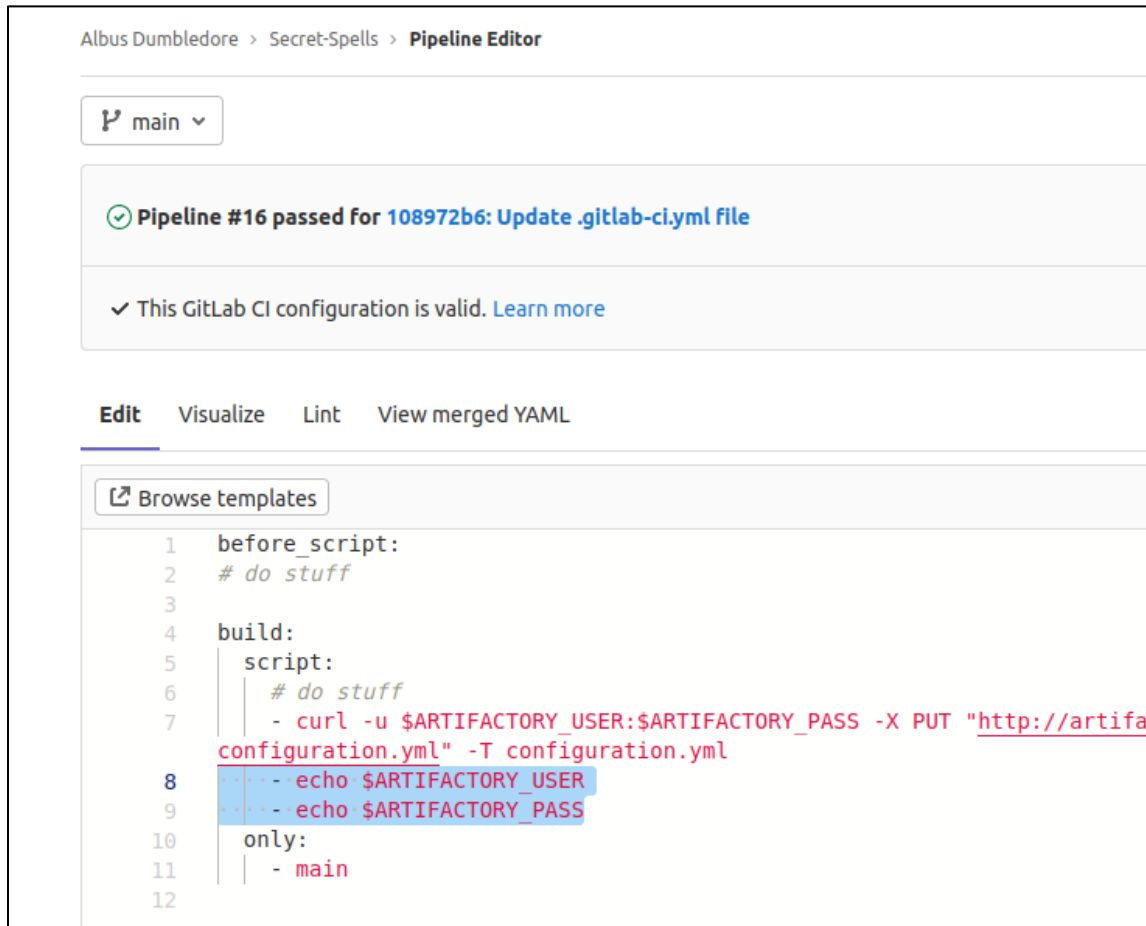 Albus Dumbledore > Secret-Spells > Pipeline Editor
main
Pipeline #16 passed for 108972b6: Update .gitlab-ci.yml file
This GitLab CI configuration is valid. Learn more
Edit Visualize Lint View merged YAML
Browse templates
1 before_script:
2 # do stuff
3
4 build:
5 script:
6 # do stuff
7 - curl -u $ARTIFACTORY_USER:$ARTIFACTORY_PASS -X PUT "http://artifa
configuration.yml" -T configuration.yml
8 - echo $ARTIFACTORY_USER
9 - echo $ARTIFACTORY_PASS
10 only:
11 - main
12